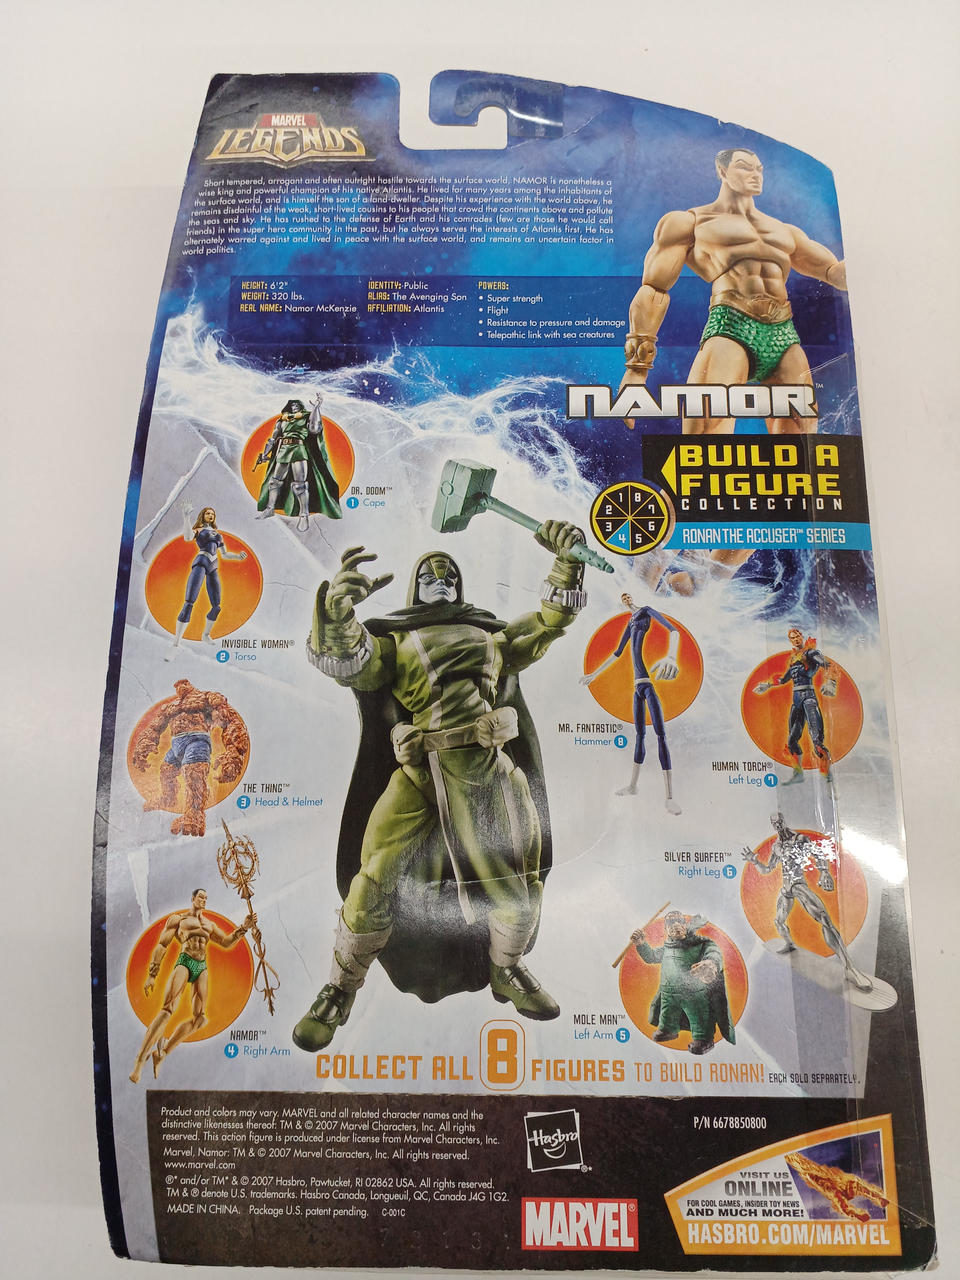 MARVEL
LEGENDS
Short tempered, arrogant and often outright hostile towards the surface world, NAMOR is nonetheless a
wise king and powerful champion of his native Atlantis. He lived for many years among the inhabitants of
the surface world, and is himself the son of a land-dweller. Despite his experience with the world above, he
remains disdainful of the weak, short-lived cousins to his people that crowd the continents above and pollute
the seas and sky. He has rushed to the defense of Earth and his comrades (few are those he would call
friends) in the super hero community in the past, but he always serves the interests of Atlantis first. He has
alternately warred against and lived in peace with the surface world, and remains an uncertain factor in
world politics.
HEIGHT: 6'2"
WEIGHT: 320 lbs.
REAL NAME: Namor McKenzie
IDENTITY: Public
ALIAS: The Avenging Son
AFFILIATION: Atlantis
POWERS:
• Super strength
• Flight
• Resistance to pressure and damage
• Telepathic link with sea creatures
NAMOR™
BUILD A
FIGURE
COLLECTION
1 8
2 7
3 6
4 5
RONAN THE ACCUSER™ SERIES
DR. DOOM™
1 Cape
INVISIBLE WOMAN®
2 Torso
THE THING™
3 Head & Helmet
NAMOR™
4 Right Arm
MR. FANTASTIC®
Hammer 8
HUMAN TORCH®
Left Leg 7
SILVER SURFER™
Right Leg 6
MOLE MAN™
Left Arm 5
COLLECT ALL 8 FIGURES TO BUILD RONAN! EACH SOLD SEPARATELY.
Product and colors may vary. MARVEL and all related character names and the
distinctive likenesses thereof: TM & © 2007 Marvel Characters, Inc. All rights
reserved. This action figure is produced under license from Marvel Characters, Inc.
Marvel, Namor: TM & © 2007 Marvel Characters, Inc. All rights reserved.
www.marvel.com
®* and/or TM* & © 2007 Hasbro, Pawtucket, RI 02862 USA. All rights reserved.
TM & ® denote U.S. trademarks. Hasbro Canada, Longueuil, QC, Canada J4G 1G2.
MADE IN CHINA. Package U.S. patent pending. C-001C
Hasbro
®*
MARVEL®
P/N 6678850800
VISIT US
ONLINE
FOR COOL GAMES, INSIDER TOY NEWS
AND MUCH MORE!
HASBRO.COM/MARVEL